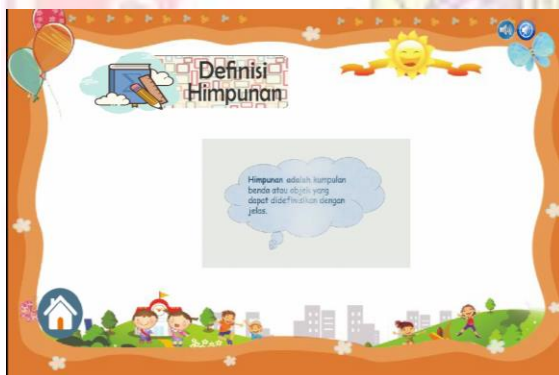 Definisi
Himpunan
Himpunan adalah kumpulan
benda atau objek yang
dapat didefinisikan dengan
jelas.